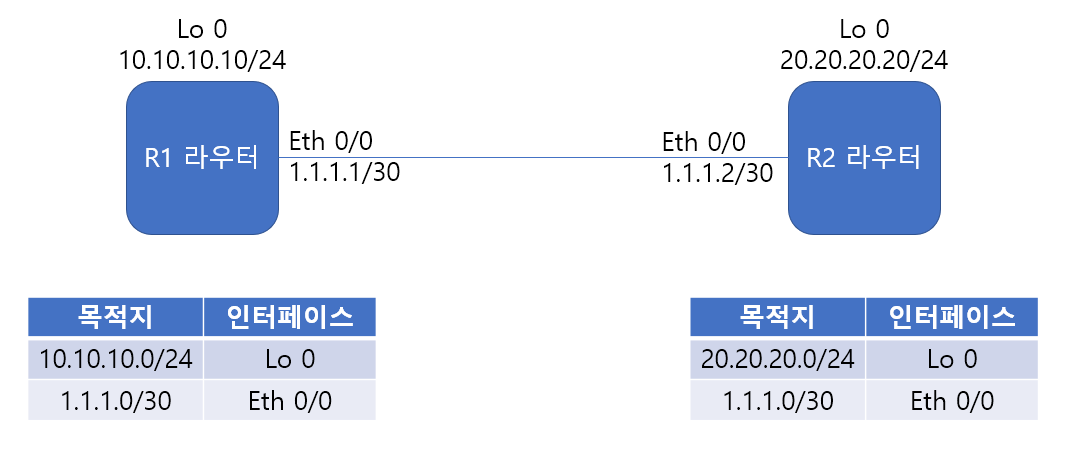 Lo 0
10.10.10.10/24
R1 라우터
Eth 0/0
1.1.1.1/30
Lo 0
20.20.20.20/24
Eth 0/0
1.1.1.2/30
R2 라우터
목적지 인터페이스
10.10.10.0/24 Lo 0
1.1.1.0/30 Eth 0/0
목적지 인터페이스
20.20.20.0/24 Lo 0
1.1.1.0/30 Eth 0/0